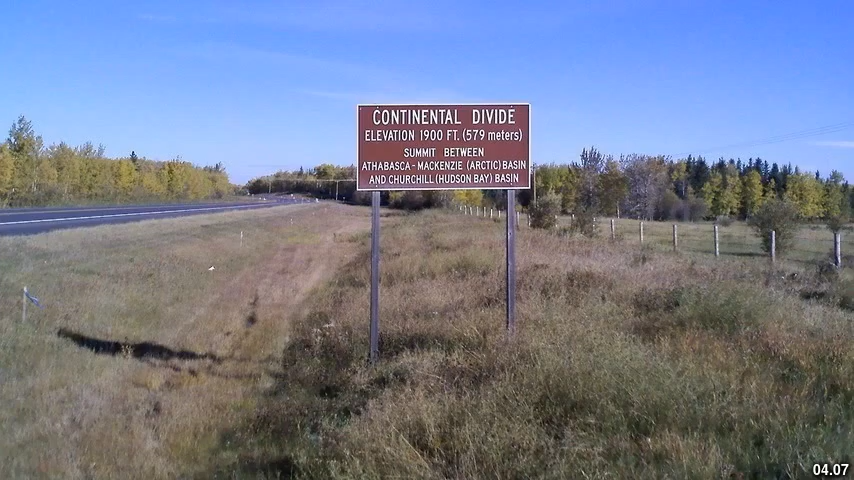 CONTINENTAL DIVIDE
ELEVATION 1900 FT. (579 meters)
SUMMIT BETWEEN
ATHABASCA - MACKENZIE (ARCTIC) BASIN
AND CHURCHILL (HUDSON BAY) BASIN
04.07